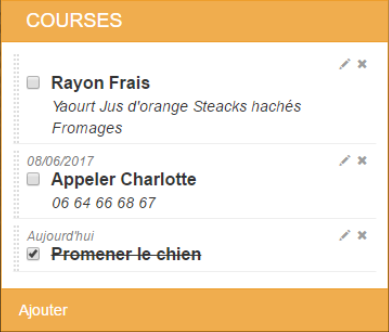 COURSES
Rayon Frais
Yaourt Jus d'orange Steacks hachés
Fromages
08/06/2017
Appeler Charlotte
06 64 66 68 67
Aujourd'hui
Promener le chien
Ajouter